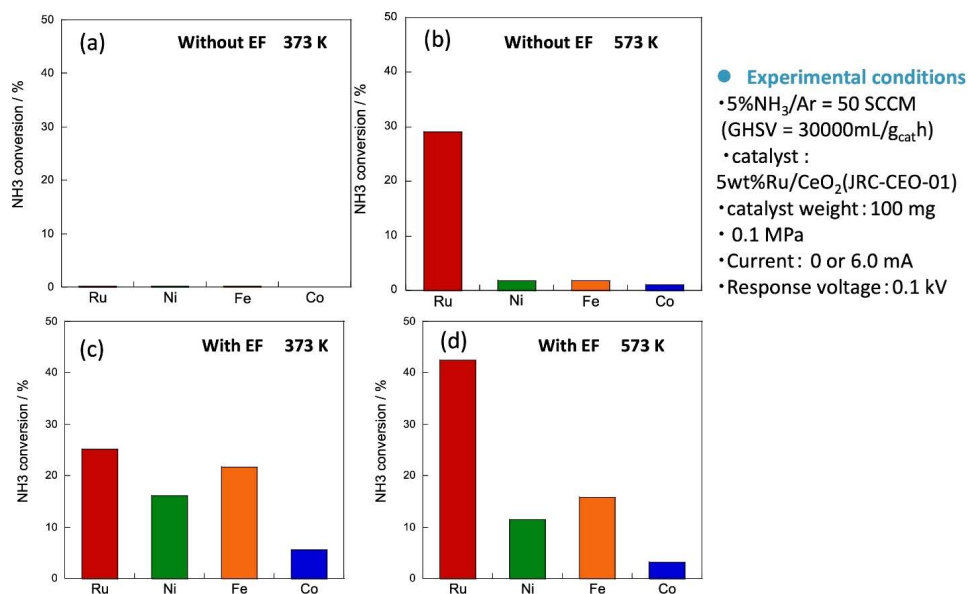 (a) Without EF 373 K
NH3 conversion / %
50
40
30
20
10
0
Ru Ni Fe Co
(b) Without EF 573 K
NH3 conversion / %
50
40
30
20
10
0
Ru Ni Fe Co
● Experimental conditions
・5%NH₃/Ar = 50 SCCM
(GHSV = 30000mL/g_cat h)
・catalyst :
5wt%Ru/CeO₂(JRC-CEO-01)
・catalyst weight : 100 mg
・ 0.1 MPa
・Current : 0 or 6.0 mA
・Response voltage : 0.1 kV
(c) With EF 373 K
NH3 conversion / %
50
40
30
20
10
0
Ru Ni Fe Co
(d) With EF 573 K
NH3 conversion / %
50
40
30
20
10
0
Ru Ni Fe Co